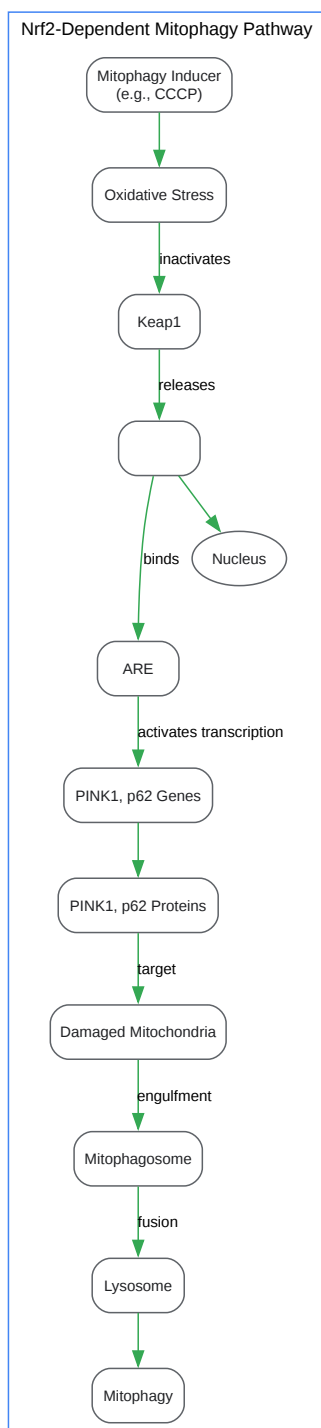 Nrf2-Dependent Mitophagy Pathway
Mitophagy Inducer
(e.g., CCCP)
Oxidative Stress
inactivates
Keap1
releases
binds
Nucleus
ARE
activates transcription
PINK1, p62 Genes
PINK1, p62 Proteins
target
Damaged Mitochondria
engulfment
Mitophagosome
fusion
Lysosome
Mitophagy